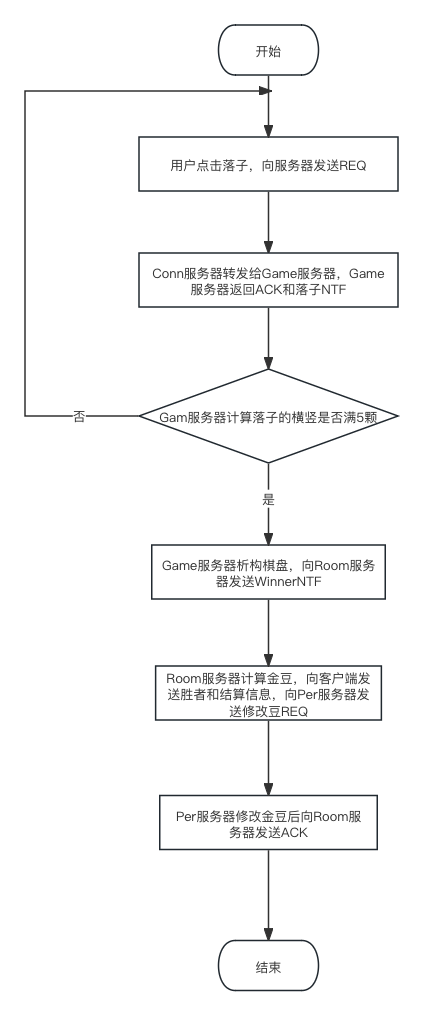 开始
用户点击落子，向服务器发送REQ
Conn服务器转发给Game服务器，Game
服务器返回ACK和落子NTF
Gam服务器计算落子的横竖是否满5颗
否
是
Game服务器析构棋盘，向Room服务
器发送WinnerNTF
Room服务器计算金豆，向客户端发
送胜者和结算信息，向Per服务器发
送修改豆REQ
Per服务器修改金豆后向Room服
务器发送ACK
结束